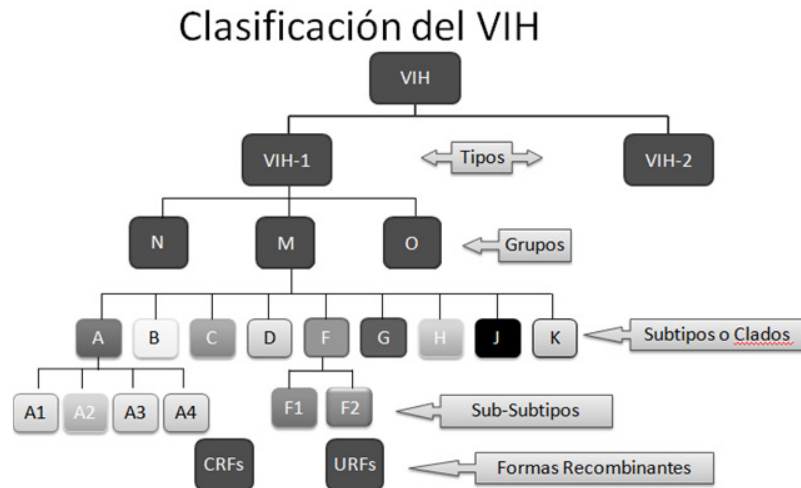 Clasificación del VIH
VIH
VIH-1
Tipos
VIH-2
N
M
O
Grupos
A
B
C
D
F
G
H
J
K
Subtipos o Clados
A1
A2
A3
A4
F1
F2
Sub-Subtipos
CRFs
URFs
Formas Recombinantes